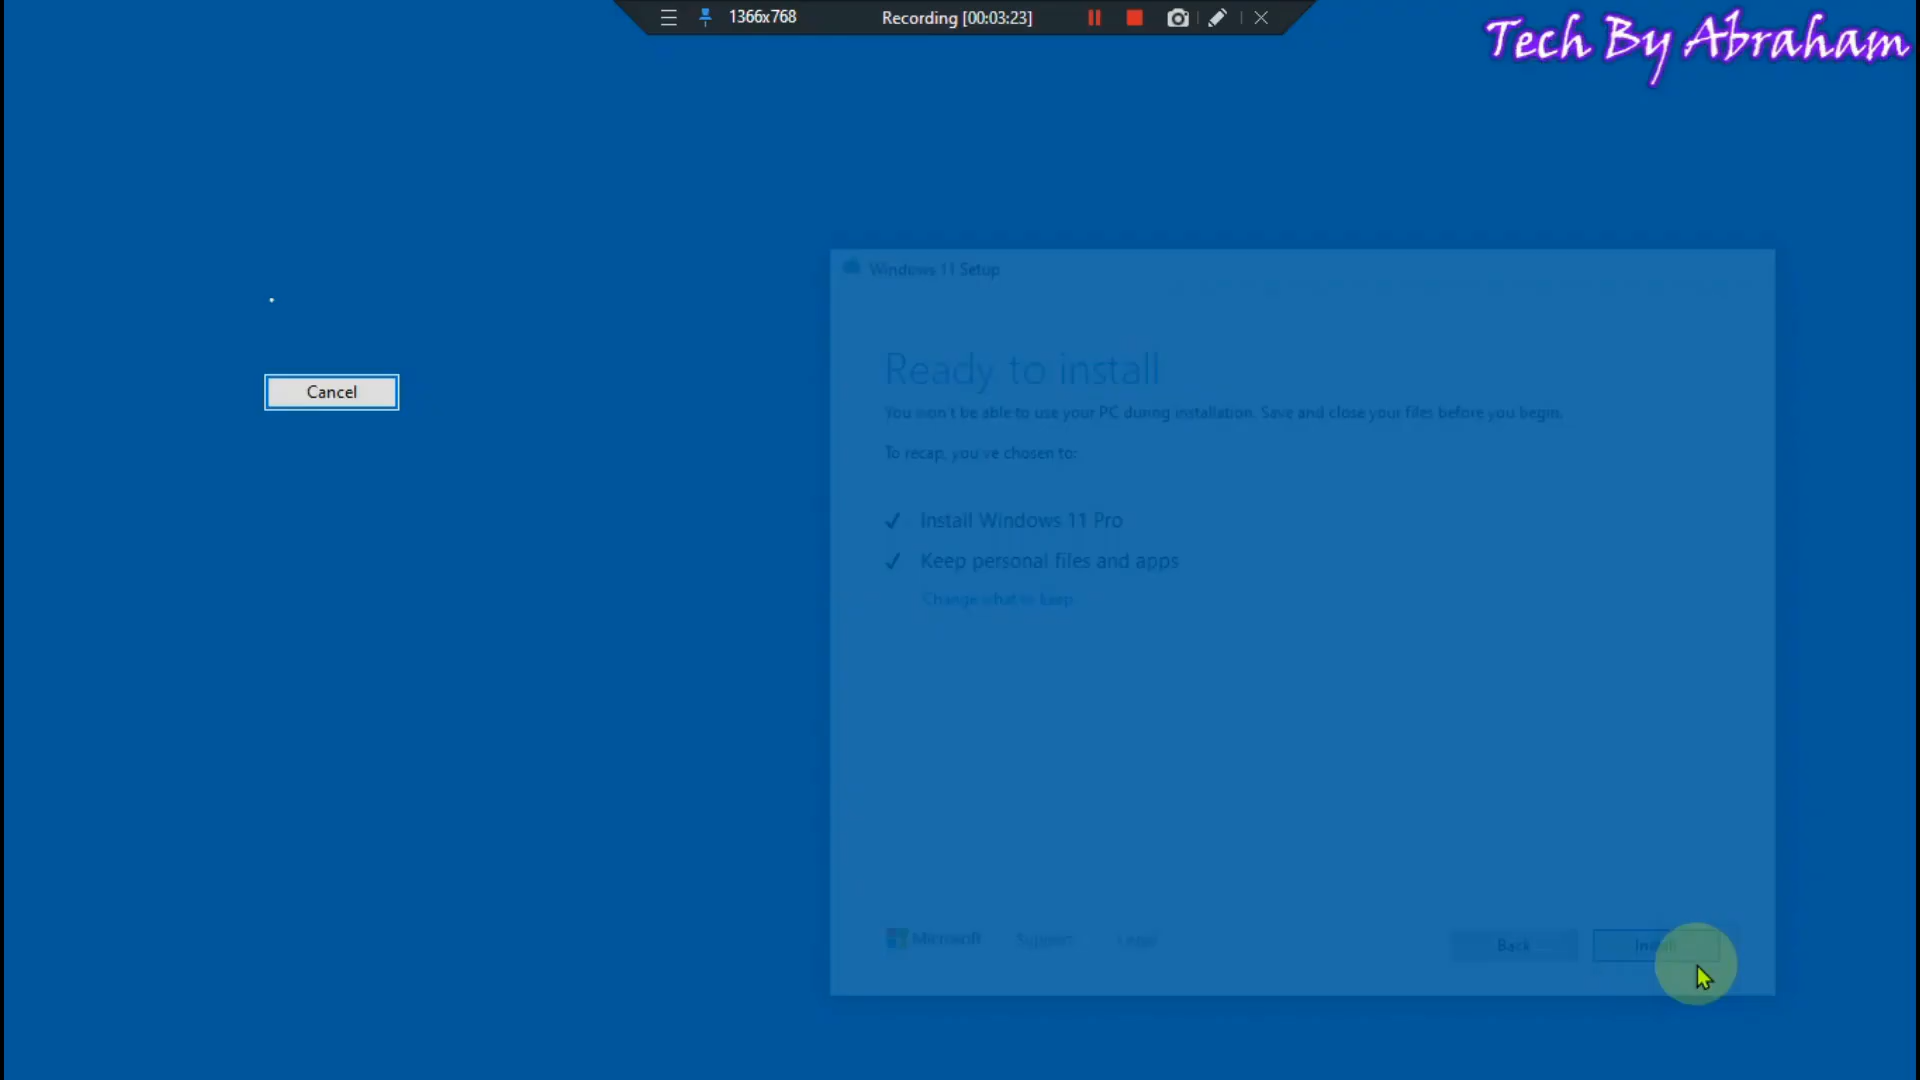 1366x768
Recording [00:03:23]
Tech By Abraham
Windows 11 Setup
Cancel
Ready to install
You won't be able to use your PC during installation. Save and close your files before you begin.
To recap, you've chosen to:
Install Windows 11 Pro
Keep personal files and apps
Change what to keep
Microsoft
Support
Legal
Back
Install